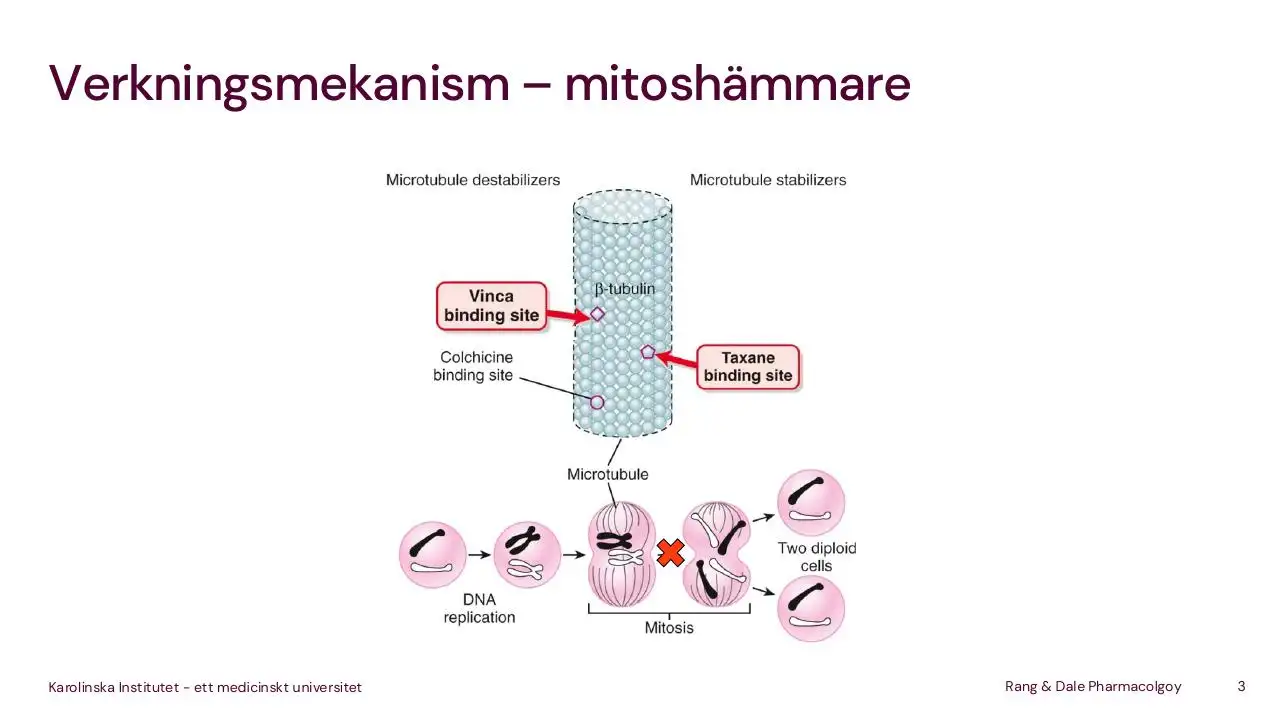 Verkningsmekanism – mitoshämmare
Microtubule destabilizers
Microtubule stabilizers
β-tubulin
Vinca
binding site
Colchicine
binding site
Taxane
binding site
Microtubule
DNA
replication
Mitosis
Two diploid
cells
Karolinska Institutet - ett medicinskt universitet
Rang & Dale Pharmacolgoy
3